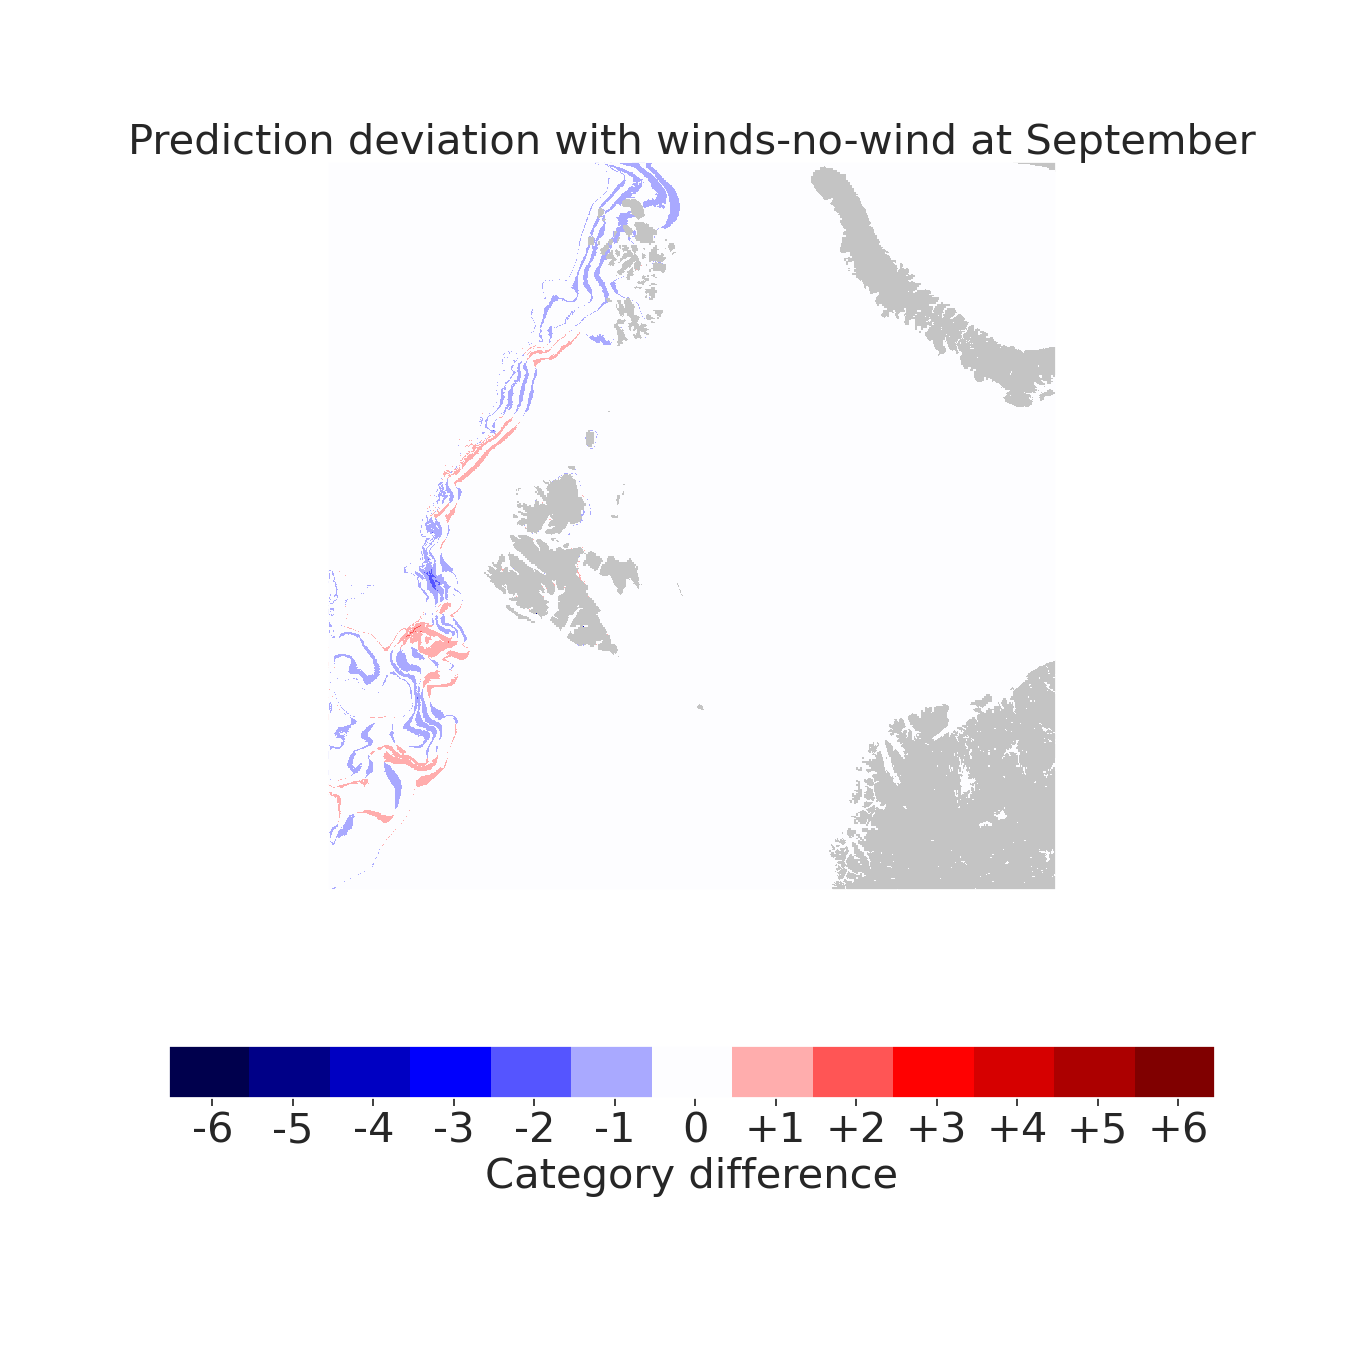 Prediction deviation with winds-no-wind at September
-6 -5 -4 -3 -2 -1 0 +1 +2 +3 +4 +5 +6
Category difference